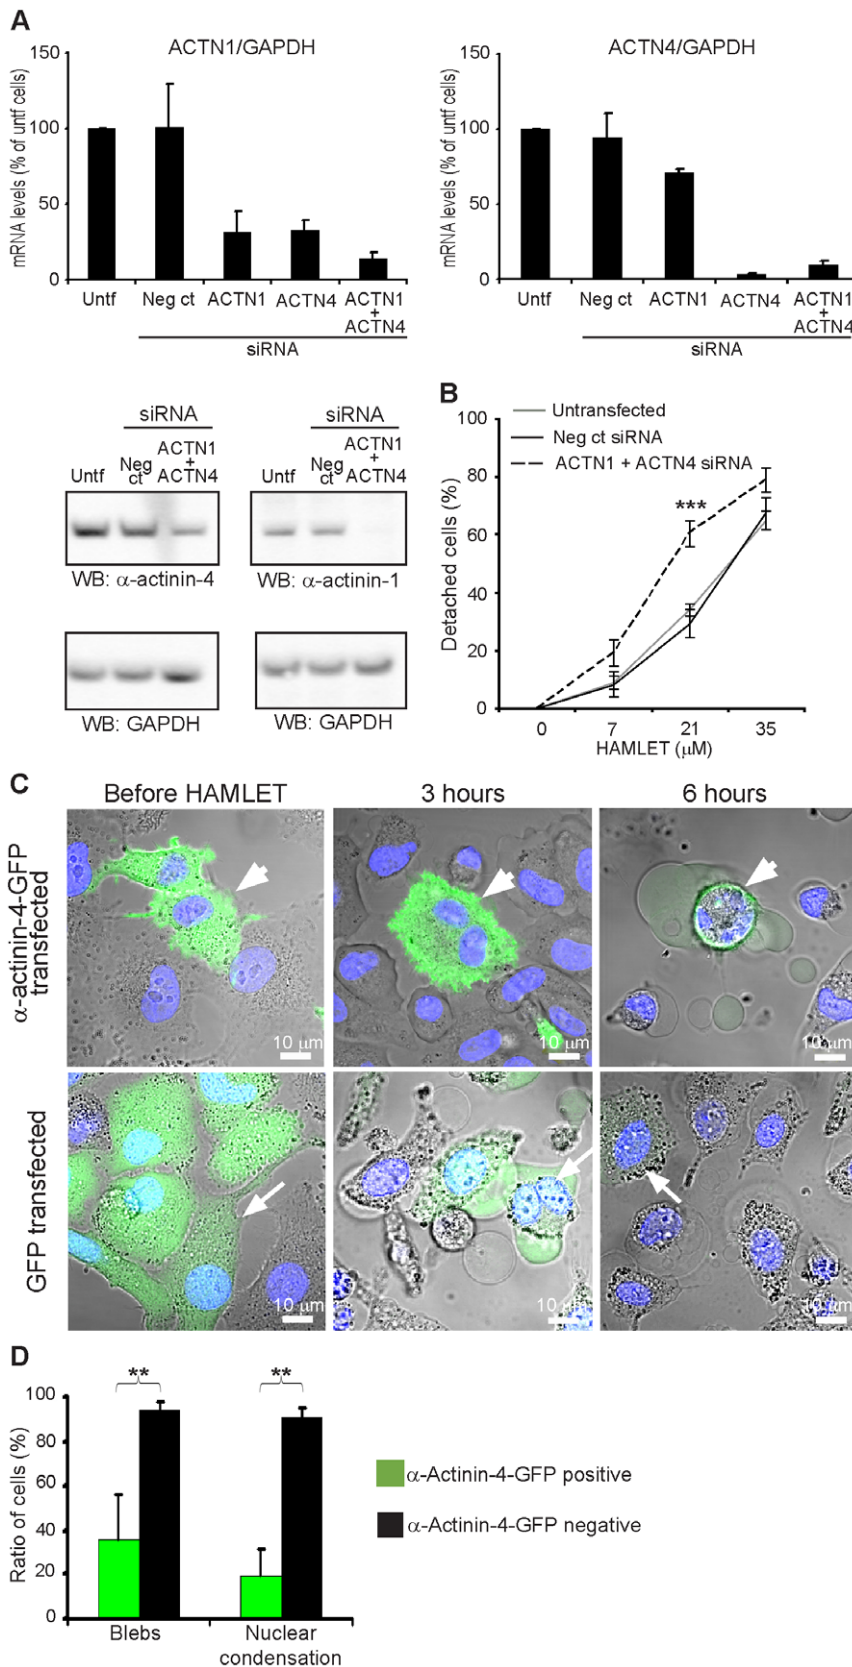 A
ACTN1/GAPDH
mRNA levels (% of untf cells)
150
100
50
0
Untf
Neg ct
ACTN1
ACTN4
ACTN1
+
ACTN4
siRNA
ACTN4/GAPDH
mRNA levels (% of untf cells)
150
100
50
0
Untf
Neg ct
ACTN1
ACTN4
ACTN1
+
ACTN4
siRNA
siRNA
Untf
Neg
ct
ACTN1
+
ACTN4
WB: α-actinin-4
WB: GAPDH
siRNA
Untf
Neg
ct
ACTN1
+
ACTN4
WB: α-actinin-1
WB: GAPDH
B
Untransfected
Neg ct siRNA
ACTN1 + ACTN4 siRNA
***
Detached cells (%)
100
80
60
40
20
0
0 7 21 35
HAMLET (μM)
C
Before HAMLET
3 hours
6 hours
α-actinin-4-GFP
transfected
10 μm
10 μm
10 μm
GFP transfected
10 μm
10 μm
10 μm
D
Ratio of cells (%)
100
80
60
40
20
0
**
**
Blebs
Nuclear
condensation
α-Actinin-4-GFP positive
α-Actinin-4-GFP negative